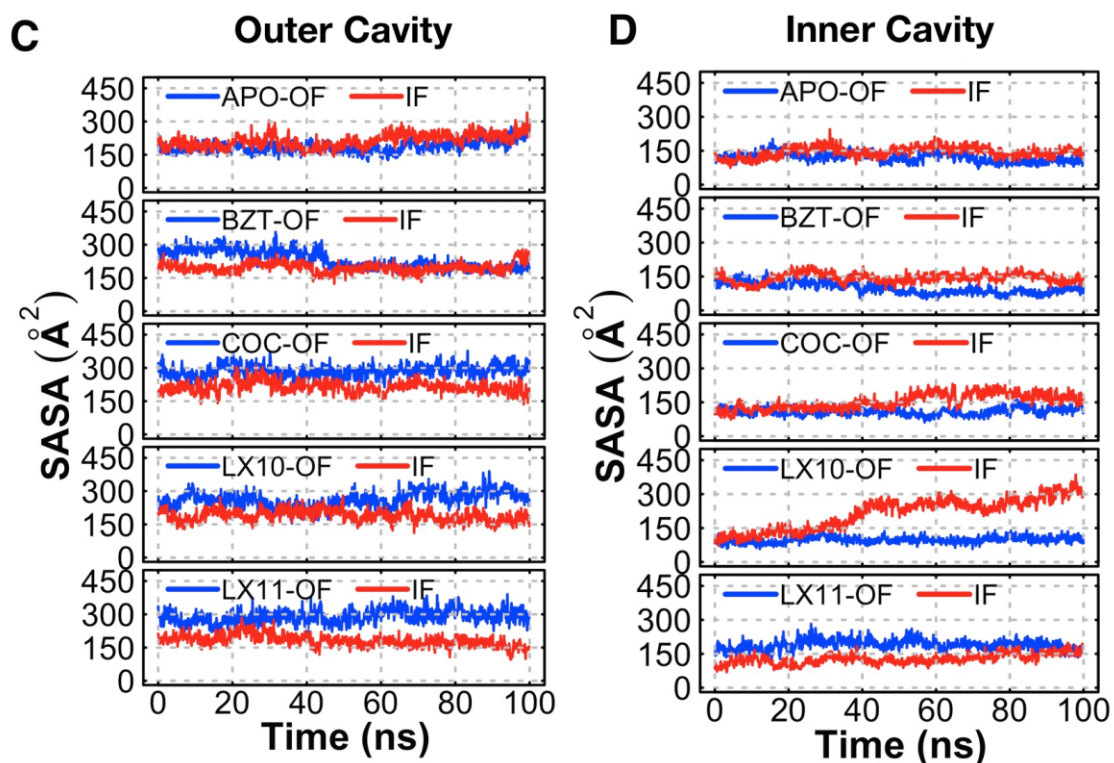 C Outer Cavity
SASA (Å²)
450
300
150
0
APO-OF IF
450
300
150
0
BZT-OF IF
450
300
150
0
COC-OF IF
450
300
150
0
LX10-OF IF
450
300
150
0
LX11-OF IF
0 20 40 60 80 100
Time (ns)
D Inner Cavity
SASA (Å²)
450
300
150
0
APO-OF IF
450
300
150
0
BZT-OF IF
450
300
150
0
COC-OF IF
450
300
150
0
LX10-OF IF
450
300
150
0
LX11-OF IF
0 20 40 60 80 100
Time (ns)